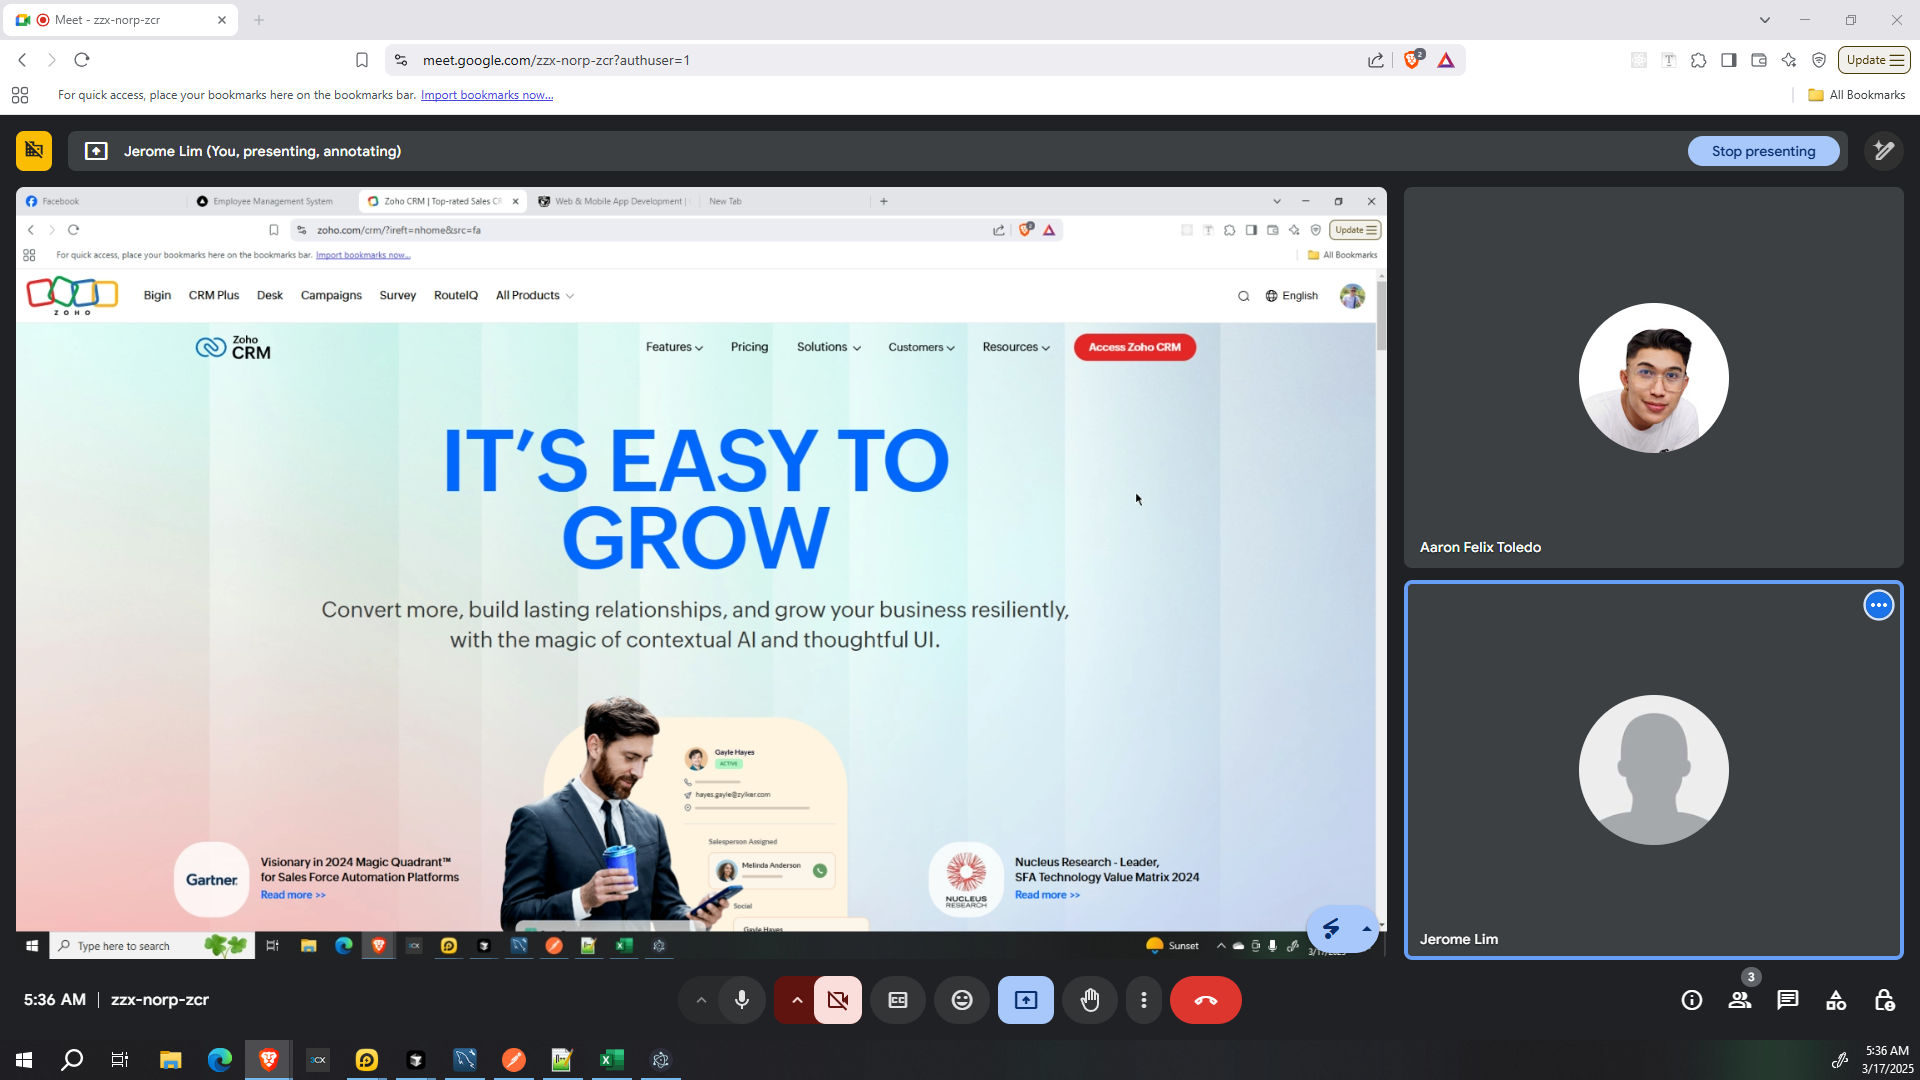 Meet - zzx-norp-zcr
meet.google.com/zzx-norp-zcr?authuser=1
2
Update
For quick access, place your bookmarks here on the bookmarks bar. Import bookmarks now...
All Bookmarks
Jerome Lim (You, presenting, annotating)
Stop presenting
Facebook
Employee Management System
Zoho CRM | Top-rated Sales CR
Web & Mobile App Development |
New Tab
zoho.com/crm/?ireft=nhome&src=fa
Update
For quick access, place your bookmarks here on the bookmarks bar. Import bookmarks now...
All Bookmarks
ZOHO
Bigin
CRM Plus
Desk
Campaigns
Survey
RouteIQ
All Products
English
Zoho
CRM
Features
Pricing
Solutions
Customers
Resources
Access Zoho CRM
IT'S EASY TO
GROW
Convert more, build lasting relationships, and grow your business resiliently,
with the magic of contextual AI and thoughtful UI.
Gayle Hayes
ACTIVE
hayes.gayle@zylker.com
Salesperson Assigned
Melinda Anderson
Social
Gayle Hayes
Gartner
Visionary in 2024 Magic Quadrant™
for Sales Force Automation Platforms
Read more >>
NUCLEUS
RESEARCH
Nucleus Research - Leader,
SFA Technology Value Matrix 2024
Read more >>
Type here to search
Sunset
Aaron Felix Toledo
Jerome Lim
5:36 AM | zzx-norp-zcr
3
5:36 AM
3/17/2025